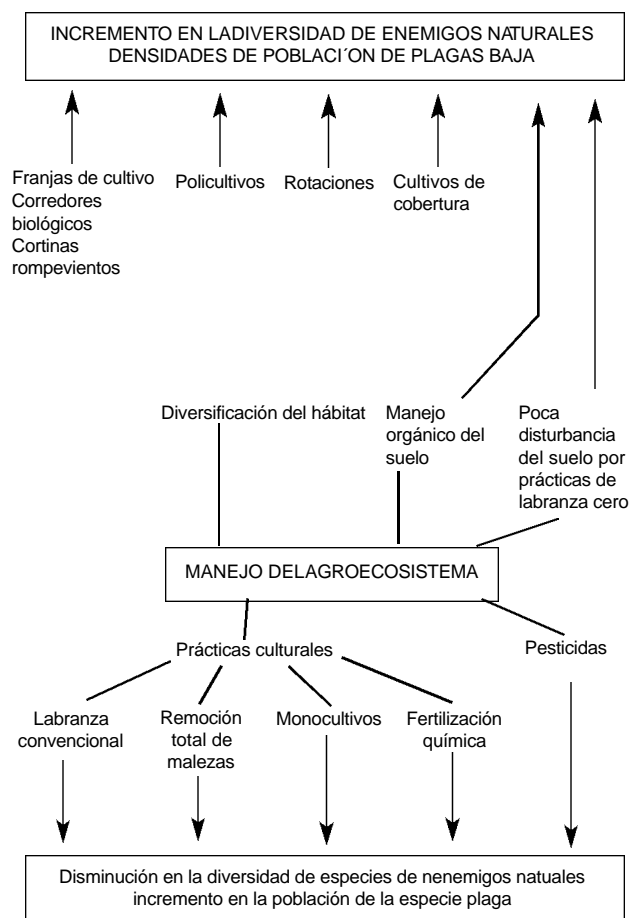 INCREMENTO EN LADIVERSIDAD DE ENEMIGOS NATURALES
DENSIDADES DE POBLACI´ON DE PLAGAS BAJA
Franjas de cultivo
Corredores
biológicos
Cortinas
rompevientos
Policultivos
Rotaciones
Cultivos de
cobertura
Diversificación del hábitat
Manejo
orgánico del
suelo
Poca
disturbancia
del suelo por
prácticas de
labranza cero
MANEJO DELAGROECOSISTEMA
Prácticas culturales
Pesticidas
Labranza
convencional
Remoción
total de
malezas
Monocultivos
Fertilización
química
Disminución en la diversidad de especies de nenemigos natuales
incremento en la población de la especie plaga